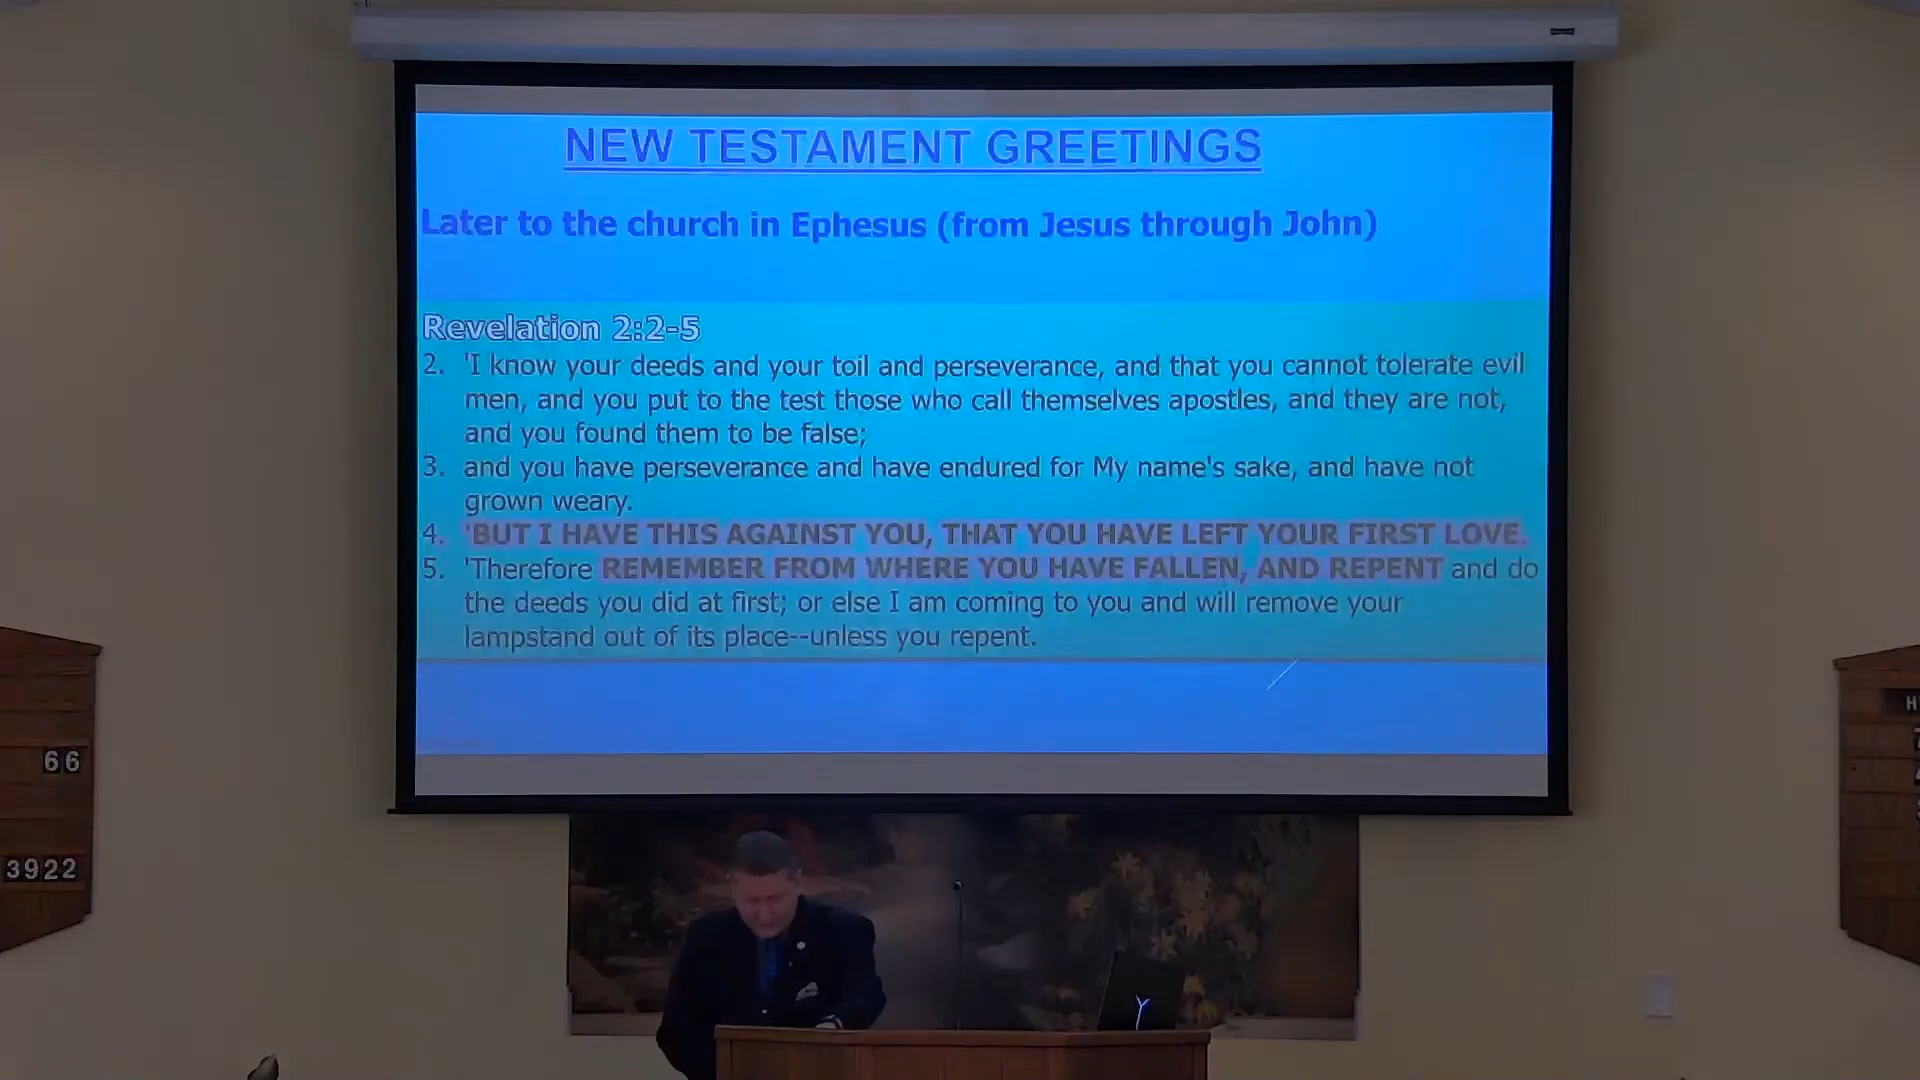 NEW TESTAMENT GREETINGS
Later to the church in Ephesus (from Jesus through John)
Revelation 2:2-5
2. 'I know your deeds and your toil and perseverance, and that you cannot tolerate evil
men, and you put to the test those who call themselves apostles, and they are not,
and you found them to be false;
3. and you have perseverance and have endured for My name's sake, and have not
grown weary.
4. 'BUT I HAVE THIS AGAINST YOU, THAT YOU HAVE LEFT YOUR FIRST LOVE.
5. 'Therefore REMEMBER FROM WHERE YOU HAVE FALLEN, AND REPENT and do
the deeds you did at first; or else I am coming to you and will remove your
lampstand out of its place--unless you repent.
66
3922
H